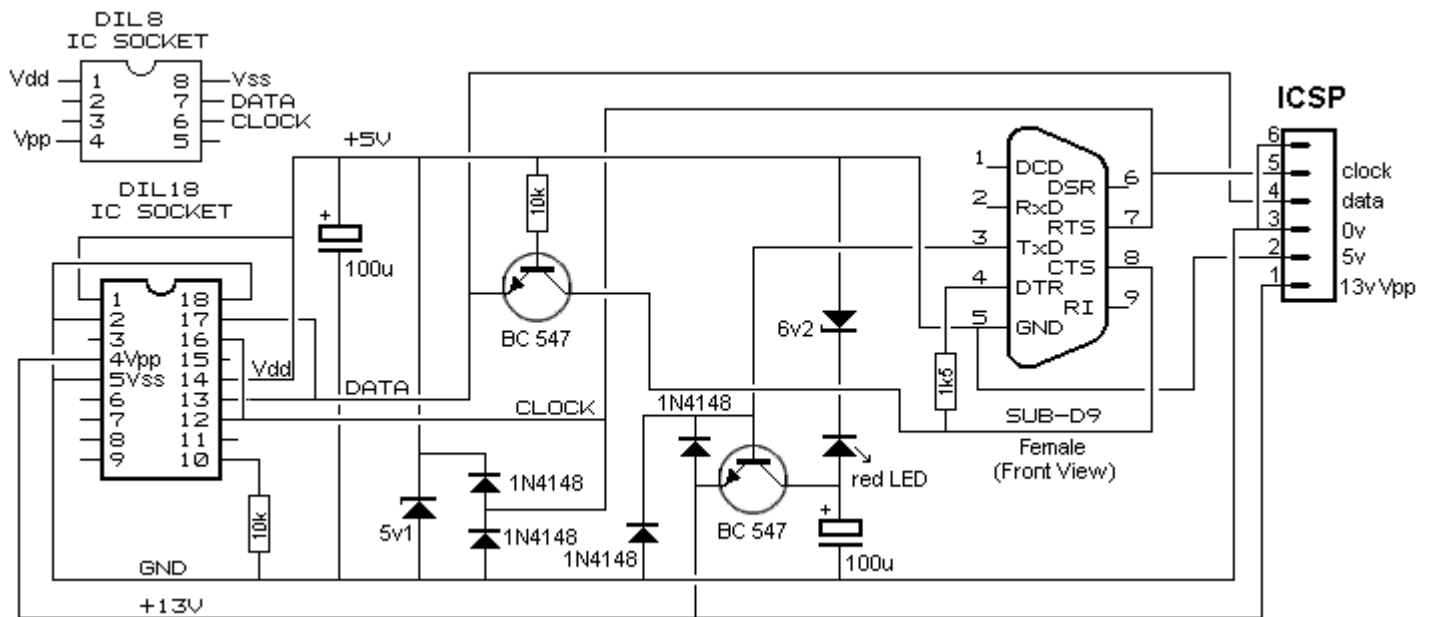 DIL8
IC SOCKET
Vdd
1
8
Vss
2
7
DATA
3
6
CLOCK
Vpp
4
5
DIL18
IC SOCKET
1
18
2
17
3
16
4Vpp
15
5Vss
14
Vdd
6
13
DATA
7
12
CLOCK
8
11
9
10
10k
GND
+13V
+5V
+
100u
10k
BC 547
5v1
1N4148
1N4148
1N4148
1N4148
BC 547
6v2
red LED
+
100u
1
DCD
DSR
6
2
RxD
RTS
7
3
TxD
CTS
8
4
DTR
RI
9
5
GND
1k5
SUB-D9
Female
(Front View)
ICSP
6
5
clock
4
data
3
0v
2
5v
1
13v Vpp